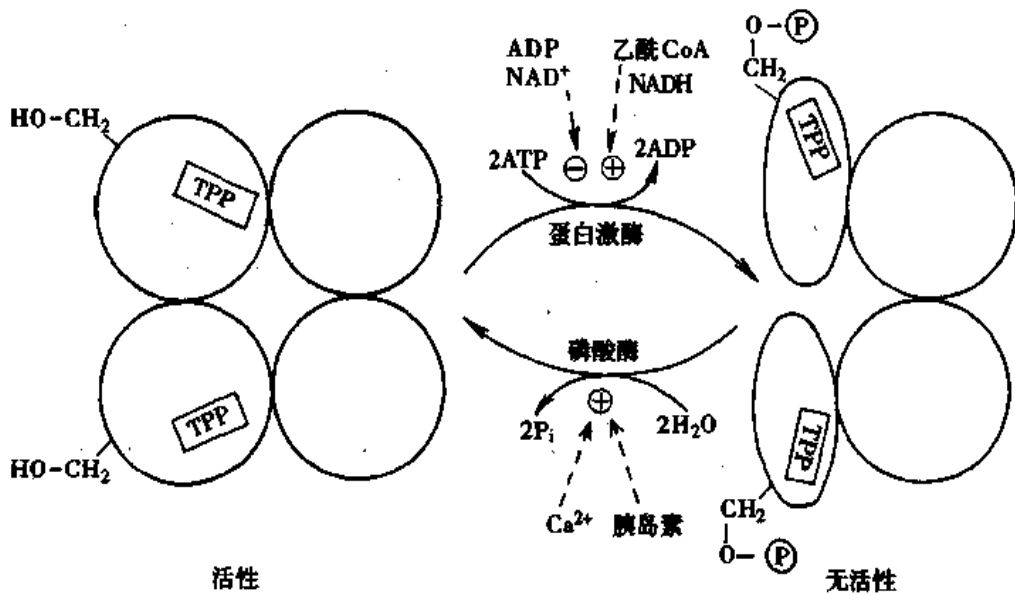 HO-CH₂
TPP
TPP
HO-CH₂
活性
ADP
NAD⁺
乙酰CoA
NADH
2ATP
⊖
⊕
2ADP
蛋白激酶
磷酸酶
2Pᵢ
⊕
2H₂O
Ca²⁺
胰岛素
O-Ⓟ
CH₂
TPP
TPP
CH₂
O-Ⓟ
无活性